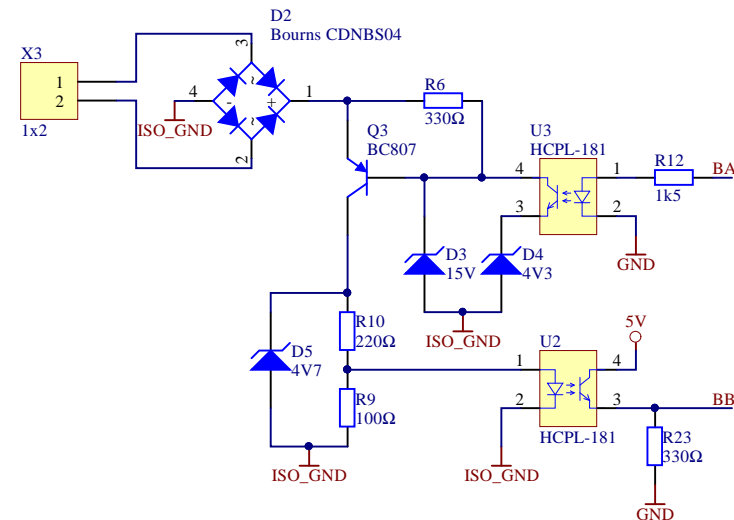 D2
Bourns CDNBS04
X3
1
2
1x2
3
4
1
2
~
~
-
+
ISO_GND
R6
330Ω
Q3
BC807
U3
HCPL-181
4
3
1
2
R12
1k5
BA
GND
D3
15V
D4
4V3
ISO_GND
R10
220Ω
D5
4V7
R9
100Ω
ISO_GND
U2
HCPL-181
1
2
4
3
5V
BB
ISO_GND
R23
330Ω
GND